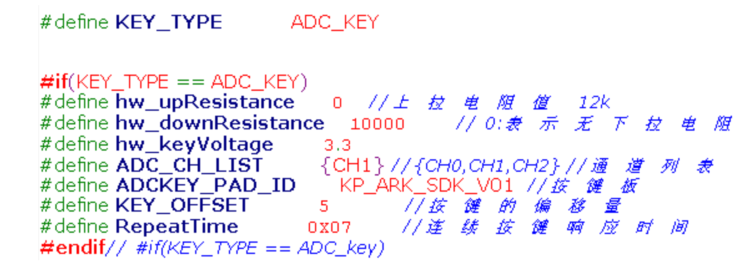 #define KEY_TYPE ADC_KEY
#if(KEY_TYPE == ADC_KEY)
#define hw_upResistance 0 //上 拉 电 阻 值 12k
#define hw_downResistance 10000 // 0:表 示 无 下 拉 电 阻
#define hw_keyVoltage 3.3
#define ADC_CH_LIST {CH1}//{CH0,CH1,CH2}//通 道 列 表
#define ADCKEY_PAD_ID KP_ARK_SDK_V01 //按 键 板
#define KEY_OFFSET 5 //按 键 的 偏 移 量
#define RepeatTime 0X07 //连 续 按 键 响 应 时 间
#endif// #if(KEY_TYPE == ADC_key)